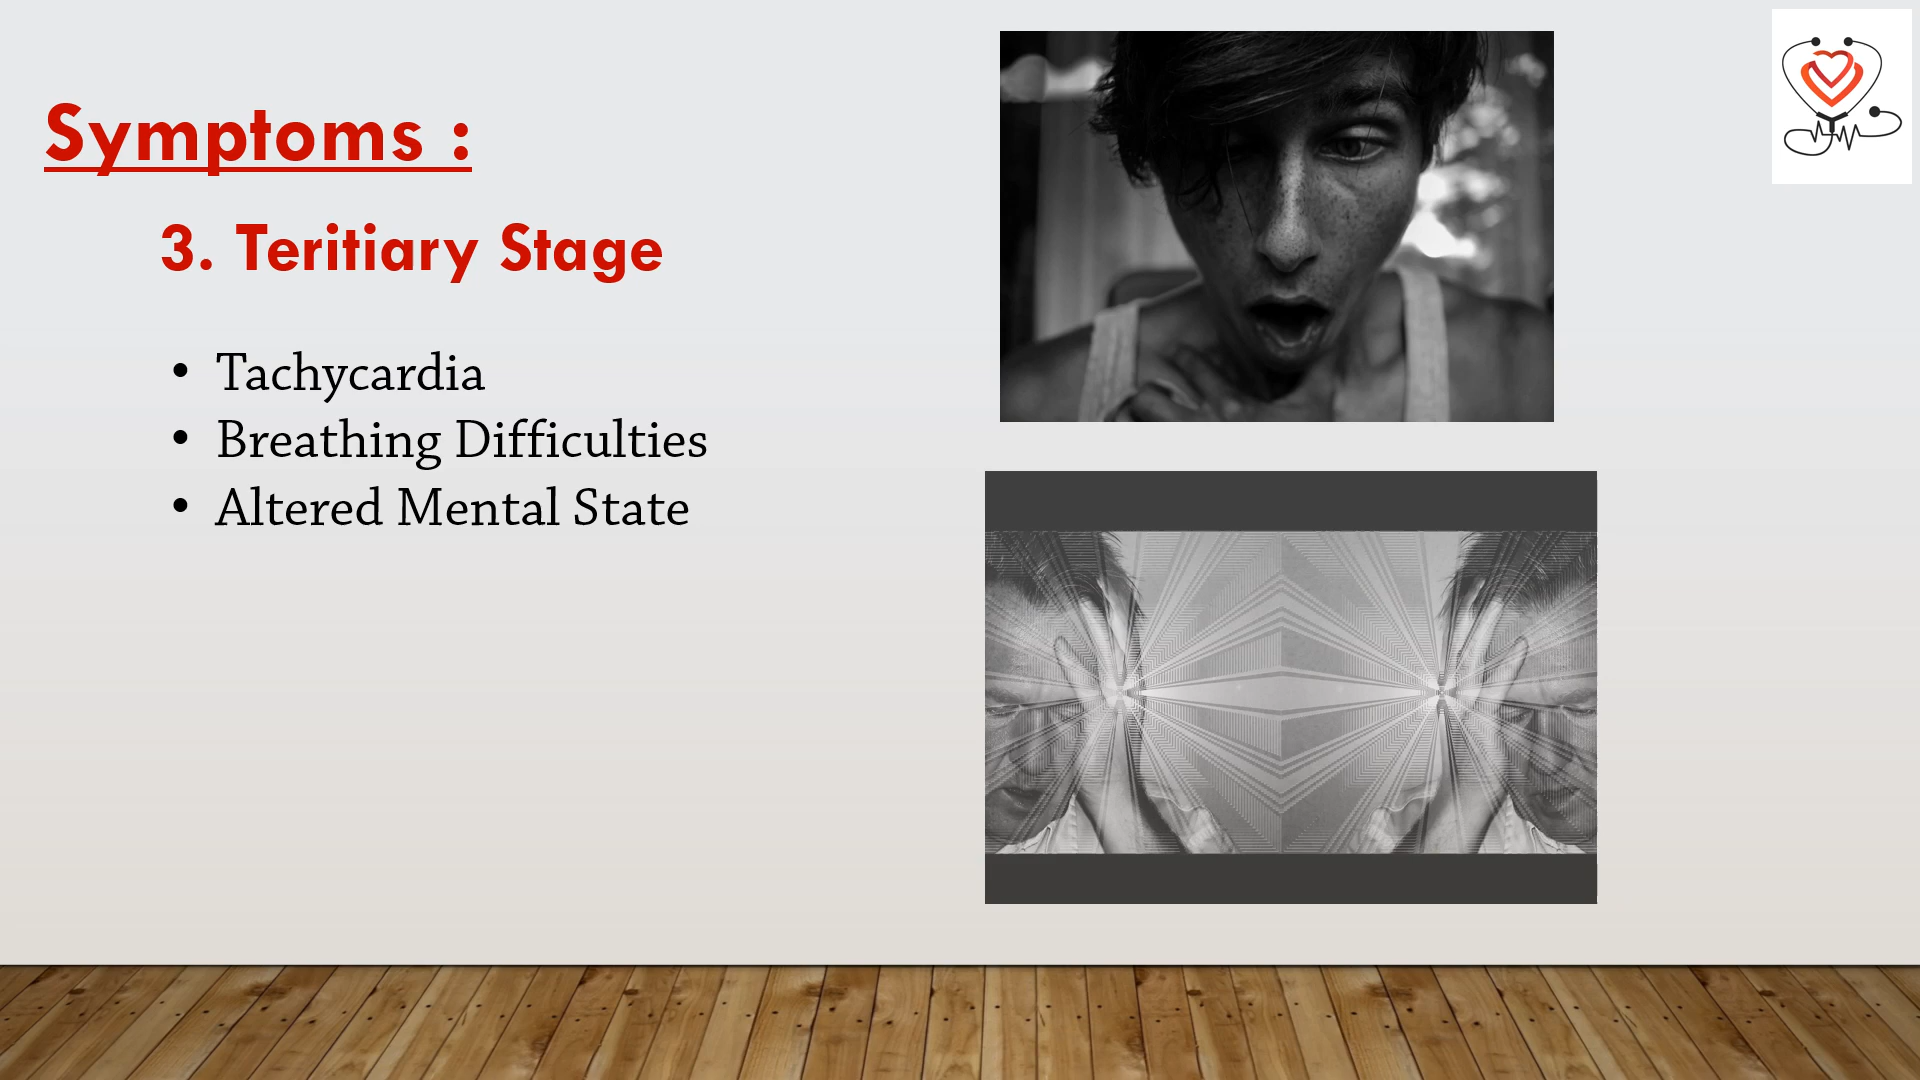 Symptoms :
3. Teritiary Stage
• Tachycardia
• Breathing Difficulties
• Altered Mental State